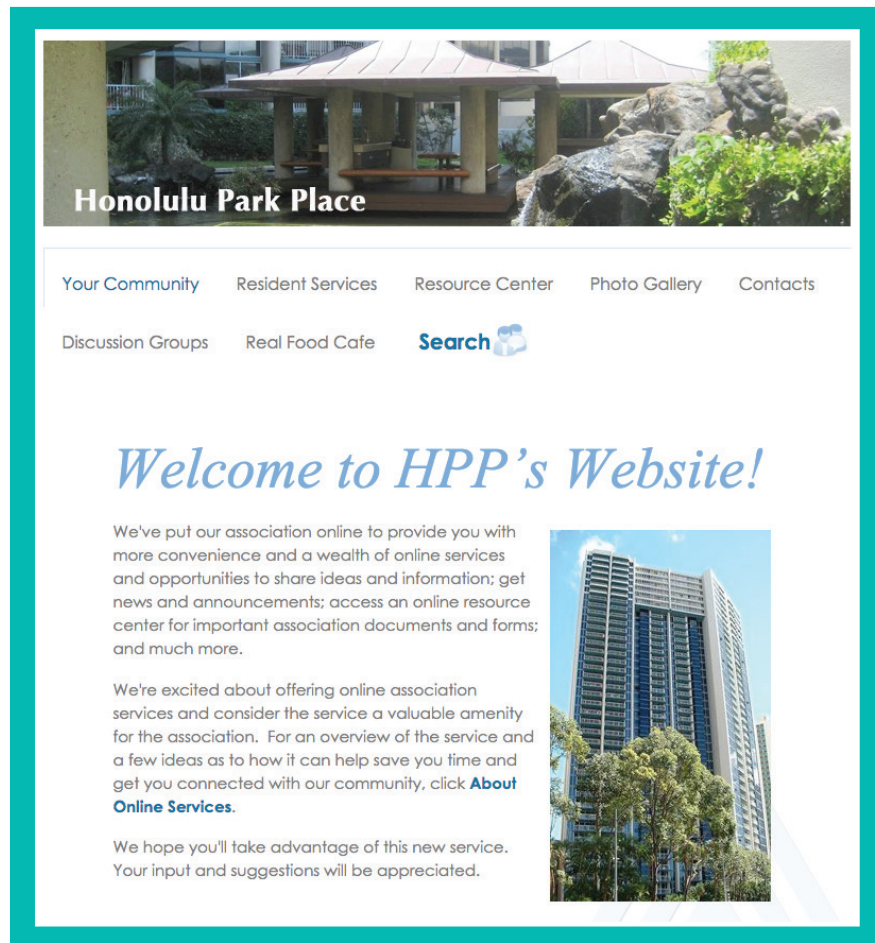 Honolulu Park Place
Your Community Resident Services Resource Center Photo Gallery Contacts
Discussion Groups Real Food Cafe Search
Welcome to HPP's Website!
We've put our association online to provide you with
more convenience and a wealth of online services
and opportunities to share ideas and information; get
news and announcements; access an online resource
center for important association documents and forms;
and much more.
We're excited about offering online association
services and consider the service a valuable amenity
for the association. For an overview of the service and
a few ideas as to how it can help save you time and
get you connected with our community, click About
Online Services.
We hope you'll take advantage of this new service.
Your input and suggestions will be appreciated.